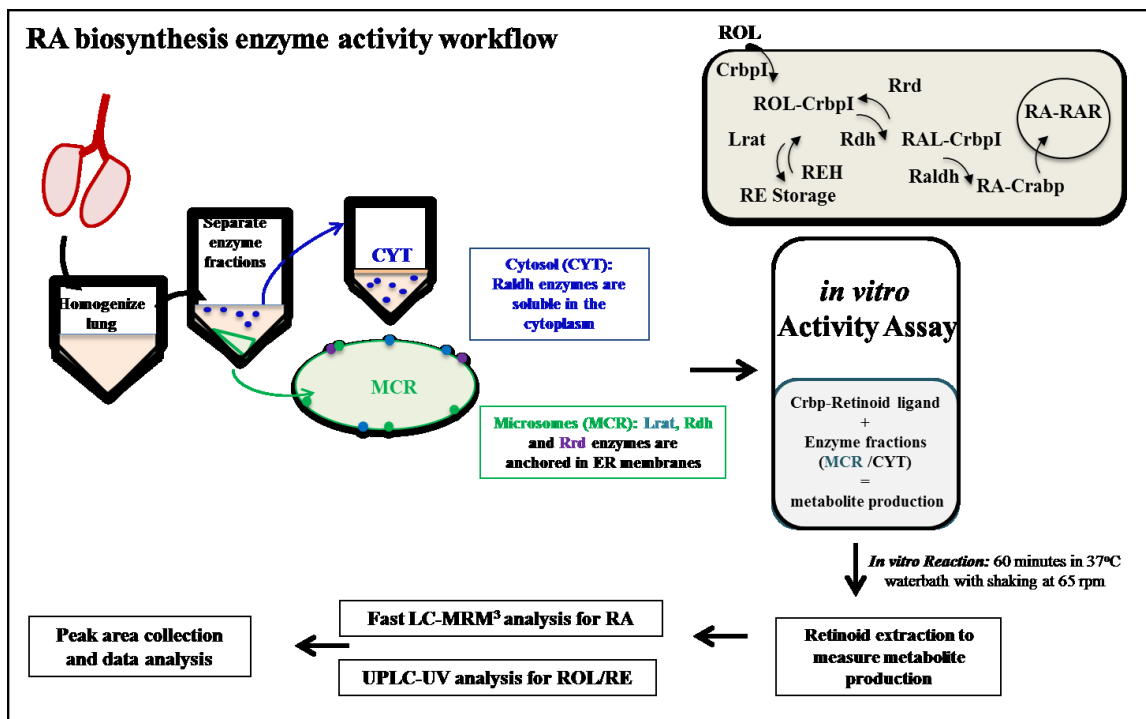 RA biosynthesis enzyme activity workflow
ROL
CrbpI
ROL-CrbpI
Rrd
RA-RAR
Lrat
Rdh
RAL-CrbpI
REH
Raldh
RA-Crabp
RE Storage
Homogenize
lung
Separate
enzyme
fractions
CYT
Cytosol (CYT):
Raldh enzymes are
soluble in the
cytoplasm
MCR
Microsomes (MCR): Lrat, Rdh
and Rrd enzymes are
anchored in ER membranes
in vitro
Activity Assay
Crbp-Retinoid ligand
+
Enzyme fractions
(MCR /CYT)
=
metabolite production
In vitro Reaction: 60 minutes in 37ºC
waterbath with shaking at 65 rpm
Retinoid extraction to
measure metabolite
production
Fast LC-MRM³ analysis for RA
UPLC-UV analysis for ROL/RE
Peak area collection
and data analysis